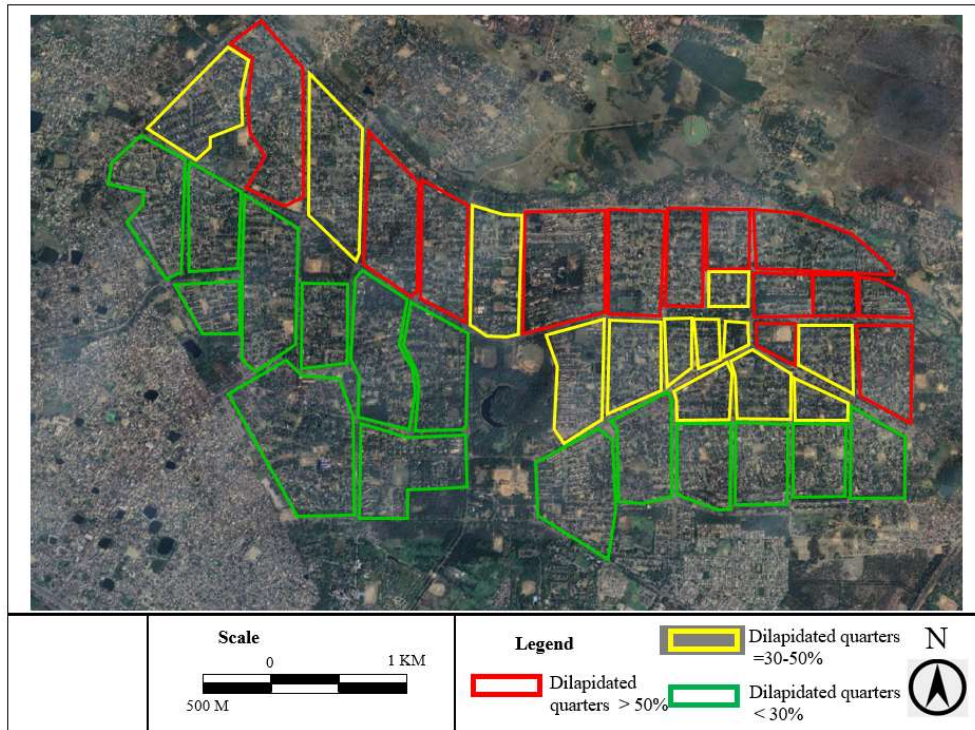 Scale
0 1 KM
500 M
Legend
Dilapidated
quarters > 50%
Dilapidated quarters
=30-50%
Dilapidated quarters
< 30%
N